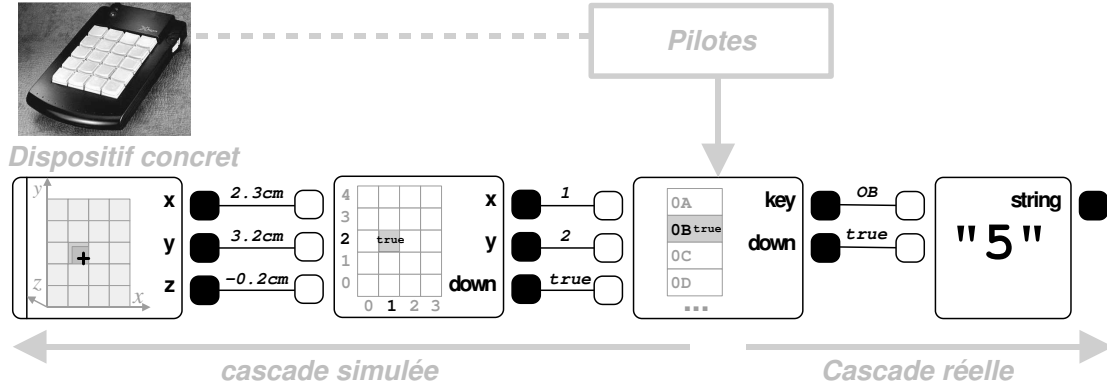 Pilotes
Dispositif concret
y
z
x
x
y
z
2.3cm
3.2cm
-0.2cm
4
3
2
1
0
true
0 1 2 3
x
y
down
1
2
true
0A
0B true
0C
0D
...
key
down
OB
true
string
"5"
cascade simulée
Cascade réelle